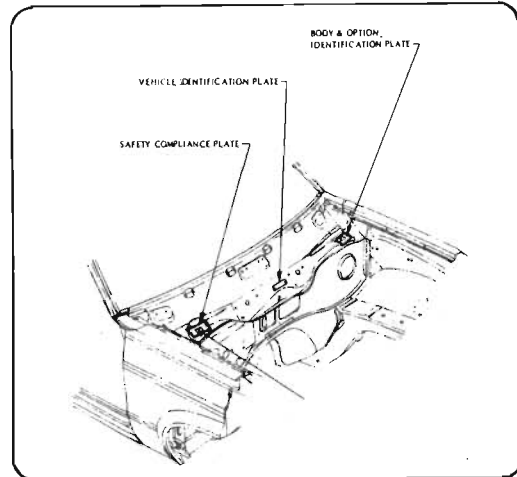 BODY & OPTION
IDENTIFICATION PLATE
VEHICLE IDENTIFICATION PLATE
SAFETY COMPLIANCE PLATE